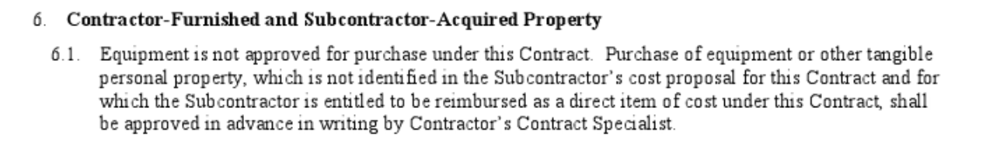 6. Contractor-Furnished and Subcontractor-Acquired Property
6.1. Equipment is not approved for purchase under this Contract. Purchase of equipment or other tangible
personal property, which is not identified in the Subcontractor's cost proposal for this Contract and for
which the Subcontractor is entitled to be reimbursed as a direct item of cost under this Contract, shall
be approved in advance in writing by Contractor's Contract Specialist.